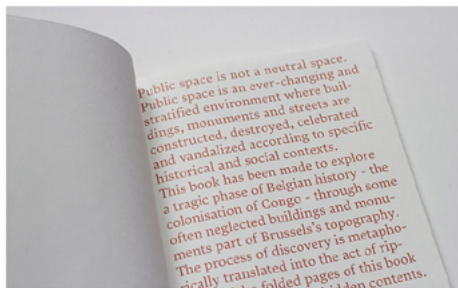 Public space is not a neutral space.
Public space is an ever-changing and
stratified environment where buil-
dings, monuments and streets are
constructed, destroyed, celebrated
and vandalized according to specific
historical and social contexts.
This book has been made to explore
a tragic phase of Belgian history - the
colonisation of Congo - through some
often neglected buildings and monu-
ments part of Brussels's topography.
The process of discovery is metapho-
rically translated into the act of rip-
folded pages of this book
contents.